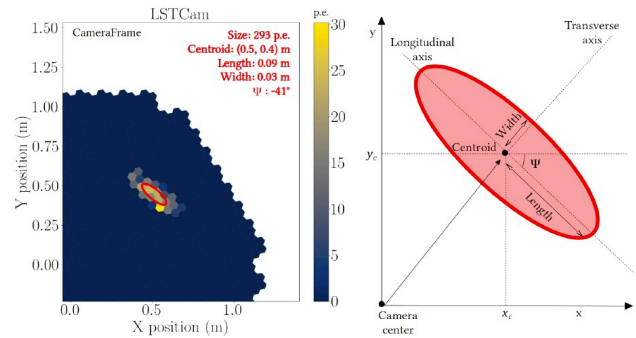 LSTCam
p.e.
CameraFrame
Size: 293 p.e.
Centroid: (0.5, 0.4) m
Length: 0.09 m
Width: 0.03 m
Ψ : -41°
1.50
1.25
1.00
0.75
0.50
0.25
0.00
Y position (m)
0.0
0.5
1.0
X position (m)
30
25
20
15
10
5
0
y
Transverse
axis
Longitudinal
axis
Width
Centroid
Ψ
y_c
Length
Camera
center
x_c
x